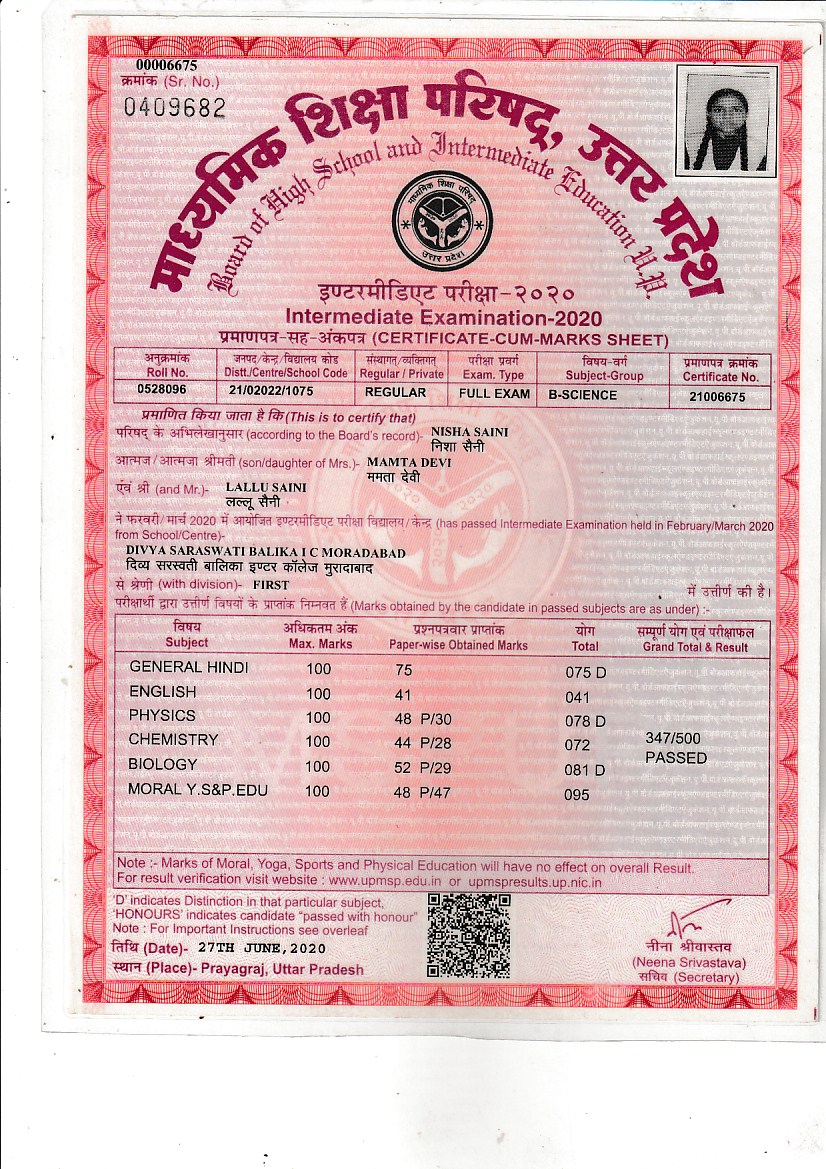 00006675
क्रमांक (Sr. No.)
0409682
माध्यमिक शिक्षा परिषद्, उत्तर प्रदेश
Board of High School and Intermediate Education U.P.
माध्यमिक शिक्षा परिषद्
उत्तर प्रदेश
इण्टरमीडिएट परीक्षा-२०२०
Intermediate Examination-2020
प्रमाणपत्र-सह-अंकपत्र (CERTIFICATE-CUM-MARKS SHEET)
अनुक्रमांक जनपद/केन्द्र/विद्यालय कोड संस्थागत/व्यक्तिगत परीक्षा प्रवर्ग विषय-वर्ग प्रमाणपत्र क्रमांक
Roll No. Distt./Centre/School Code Regular / Private Exam. Type Subject-Group Certificate No.
0528096 21/02022/1075 REGULAR FULL EXAM B-SCIENCE 21006675
प्रमाणित किया जाता है कि (This is to certify that)
परिषद् के अभिलेखानुसार (according to the Board's record)- NISHA SAINI
निशा सैनी
आत्मज/आत्मजा श्रीमती (son/daughter of Mrs.)- MAMTA DEVI
ममता देवी
एवं श्री (and Mr.)- LALLU SAINI
लल्लू सैनी
ने फरवरी/मार्च 2020 में आयोजित इण्टरमीडिएट परीक्षा विद्यालय/केन्द्र (has passed Intermediate Examination held in February/March 2020
from School/Centre)-
DIVYA SARASWATI BALIKA I C MORADABAD
दिव्य सरस्वती बालिका इण्टर कॉलेज मुरादाबाद
से श्रेणी (with division)- FIRST में उत्तीर्ण की है।
परीक्षार्थी द्वारा उत्तीर्ण विषयों के प्राप्तांक निम्नवत हैं (Marks obtained by the candidate in passed subjects are as under) :-
विषय अधिकतम अंक प्रश्नपत्रवार प्राप्तांक योग सम्पूर्ण योग एवं परीक्षाफल
Subject Max. Marks Paper-wise Obtained Marks Total Grand Total & Result
GENERAL HINDI 100 75 075 D
ENGLISH 100 41 041
PHYSICS 100 48 P/30 078 D
CHEMISTRY 100 44 P/28 072 347/500
PASSED
BIOLOGY 100 52 P/29 081 D
MORAL Y.S&P.EDU 100 48 P/47 095
Note :- Marks of Moral, Yoga, Sports and Physical Education will have no effect on overall Result.
For result verification visit website : www.upmsp.edu.in or upmspresults.up.nic.in
'D' indicates Distinction in that particular subject,
'HONOURS' indicates candidate "passed with honour"
Note : For Important Instructions see overleaf
तिथि (Date)- 27TH JUNE,2020
स्थान (Place)- Prayagraj, Uttar Pradesh
नीना श्रीवास्तव
(Neena Srivastava)
सचिव (Secretary)